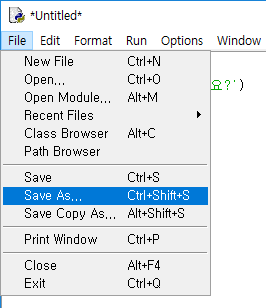 *Untitled*
File Edit Format Run Options Window
요?')
New File Ctrl+N
Open... Ctrl+O
Open Module... Alt+M
Recent Files
Class Browser Alt+C
Path Browser
Save Ctrl+S
Save As... Ctrl+Shift+S
Save Copy As... Alt+Shift+S
Print Window Ctrl+P
Close Alt+F4
Exit Ctrl+Q